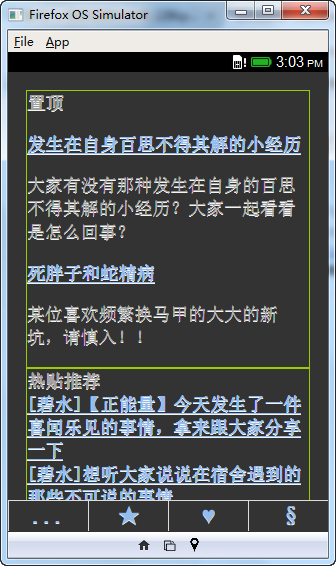 Firefox OS Simulator
File App
3:03 PM
置顶
发生在自身百思不得其解的小经历
大家有没有那种发生在自身的百思
不得其解的小经历？大家一起看看
是怎么回事？
死胖子和蛇精病
某位喜欢频繁换马甲的大大的新
坑，请慎入！！
热贴推荐
[碧水]【正能量】今天发生了一件
喜闻乐见的事情，拿来跟大家分享
一下
[碧水]想听大家说说在宿舍遇到的
那些不可说的事情
... ★ ♥ §